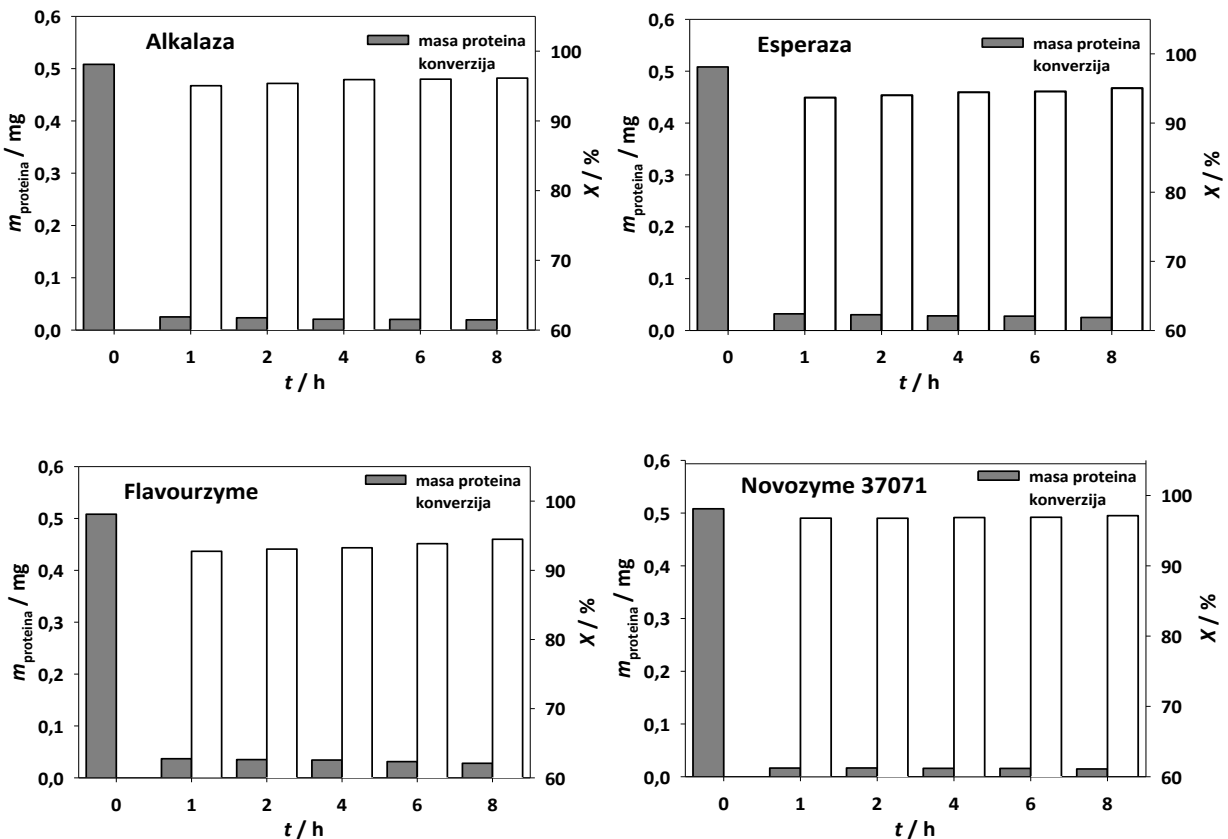 Alkalaza
masa proteina
konverzija
0,6
0,5
0,4
0,3
0,2
0,1
0,0
m proteina / mg
100
90
80
70
60
X / %
0 1 2 4 6 8
t / h
Esperaza
masa proteina
konverzija
0,6
0,5
0,4
0,3
0,2
0,1
0,0
m proteina / mg
100
90
80
70
60
X / %
0 1 2 4 6 8
t / h
Flavourzyme
masa proteina
konverzija
0,6
0,5
0,4
0,3
0,2
0,1
0,0
m proteina / mg
100
90
80
70
60
X / %
0 1 2 4 6 8
t / h
Novozyme 37071
masa proteina
konverzija
0,6
0,5
0,4
0,3
0,2
0,1
0,0
m proteina / mg
100
90
80
70
60
X / %
0 1 2 4 6 8
t / h